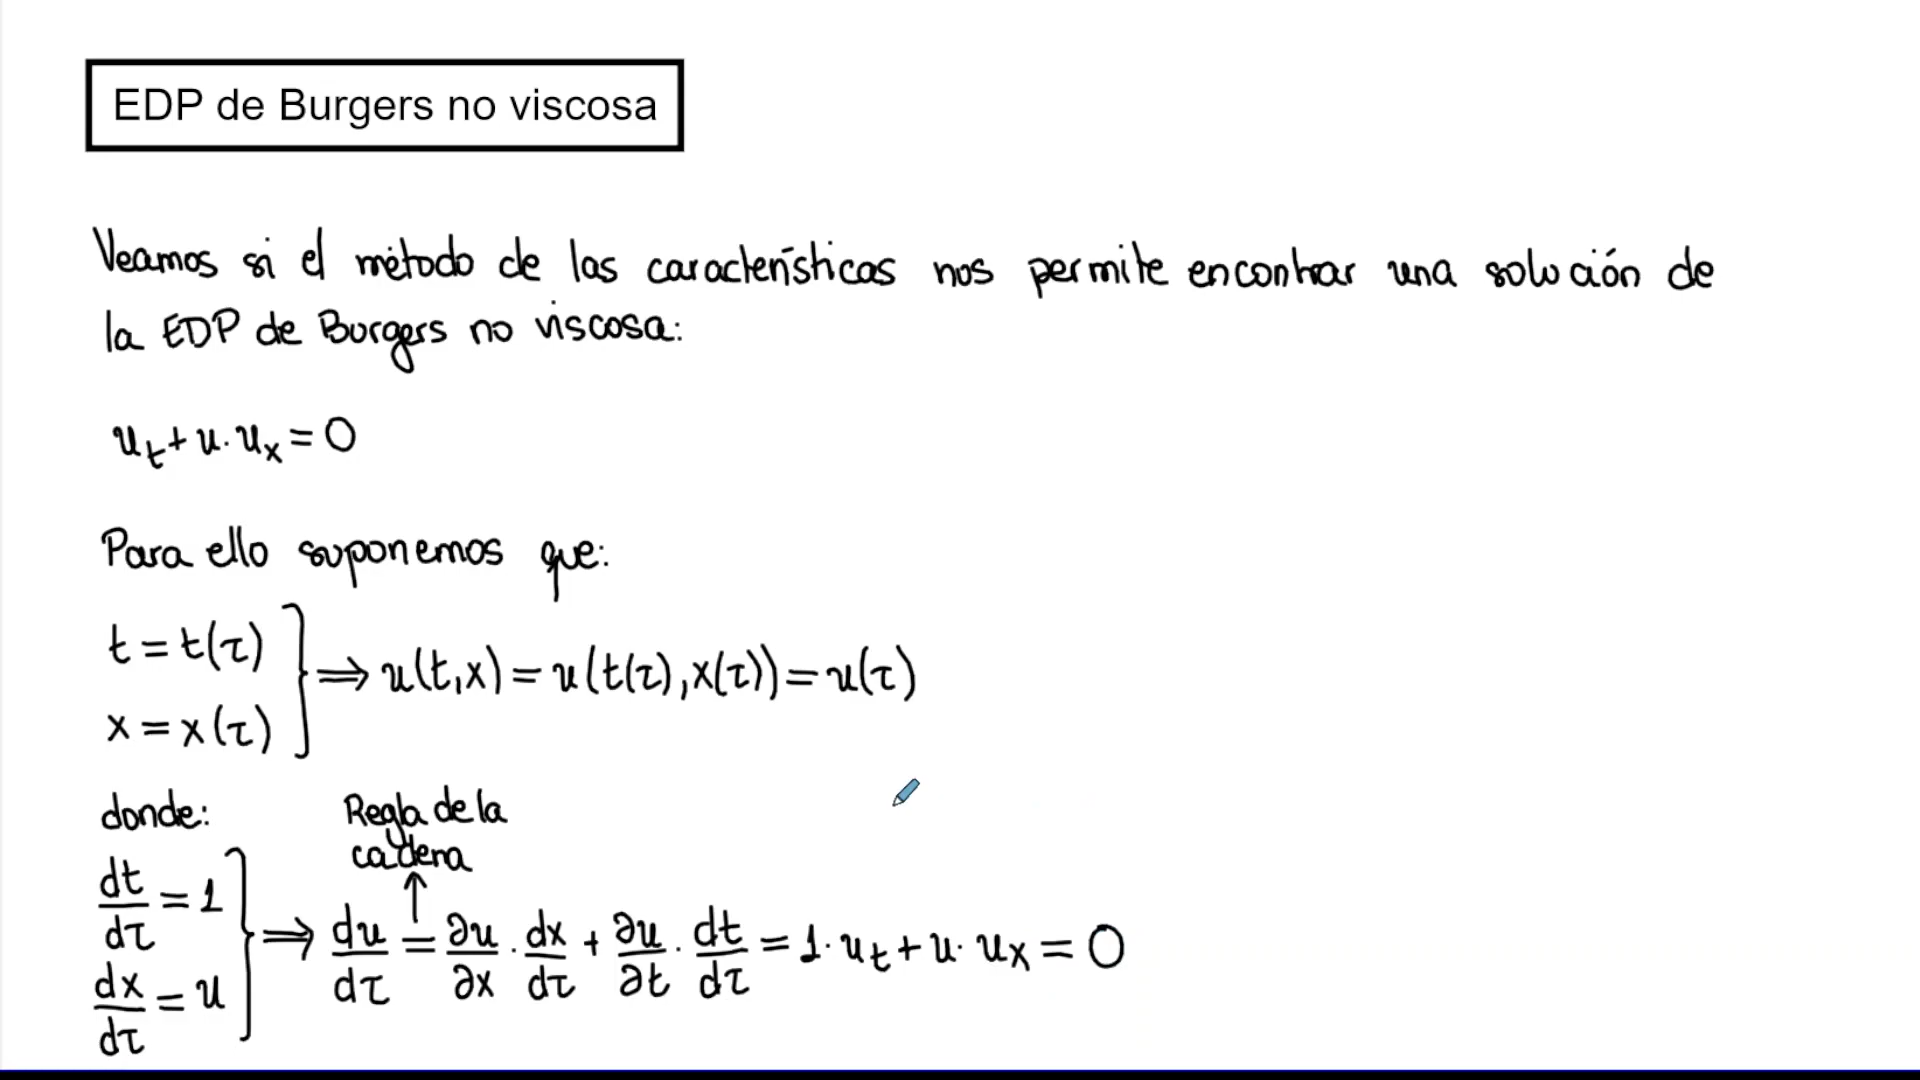 EDP de Burgers no viscosa
Veamos si el método de las características nos permite encontrar una solución de
la EDP de Burgers no viscosa:
u_t + u · u_x = 0
Para ello suponemos que:
t = t(τ)
x = x(τ)
} ⟹ u(t,x) = u(t(τ),x(τ)) = u(τ)
donde:
Regla de la
cadena
↑
dt/dτ = 1
dx/dτ = u
} ⟹ du/dτ = ∂u/∂x · dx/dτ + ∂u/∂t · dt/dτ = 1 · u_t + u · u_x = 0